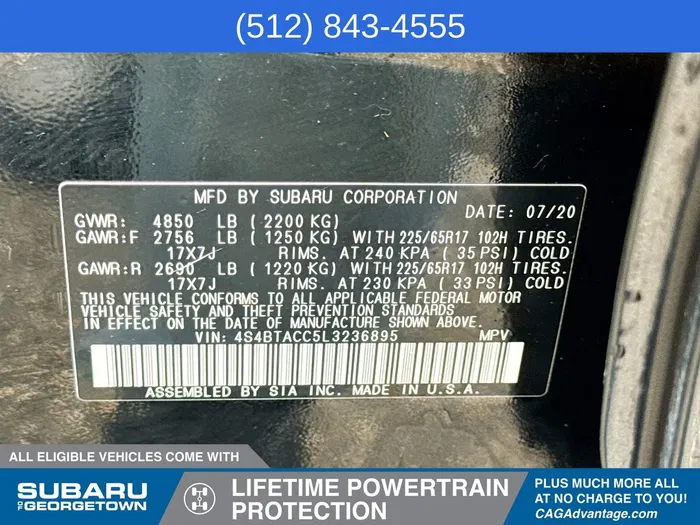 (512) 843-4555
MFD BY SUBARU CORPORATION
DATE: 07/20
GVWR: 4850 LB (2200 KG)
GAWR:F 2756 LB (1250 KG) WITH 225/65R17 102H TIRES.
17X7J RIMS. AT 240 KPA (35 PSI) COLD
GAWR:R 2690 LB (1220 KG) WITH 225/65R17 102H TIRES.
17X7J RIMS. AT 230 KPA (33 PSI) COLD
THIS VEHICLE CONFORMS TO ALL APPLICABLE FEDERAL MOTOR
VEHICLE SAFETY AND THEFT PREVENTION STANDARDS
IN EFFECT ON THE DATE OF MANUFACTURE SHOWN ABOVE.
VIN: 4S4BTACC5L3236895 MPV
ASSEMBLED BY SIA INC. MADE IN U.S.A.
ALL ELIGIBLE VEHICLES COME WITH
SUBARU
OF GEORGETOWN
LIFETIME POWERTRAIN
PROTECTION
PLUS MUCH MORE ALL
AT NO CHARGE TO YOU!
CAGAdvantage.com*